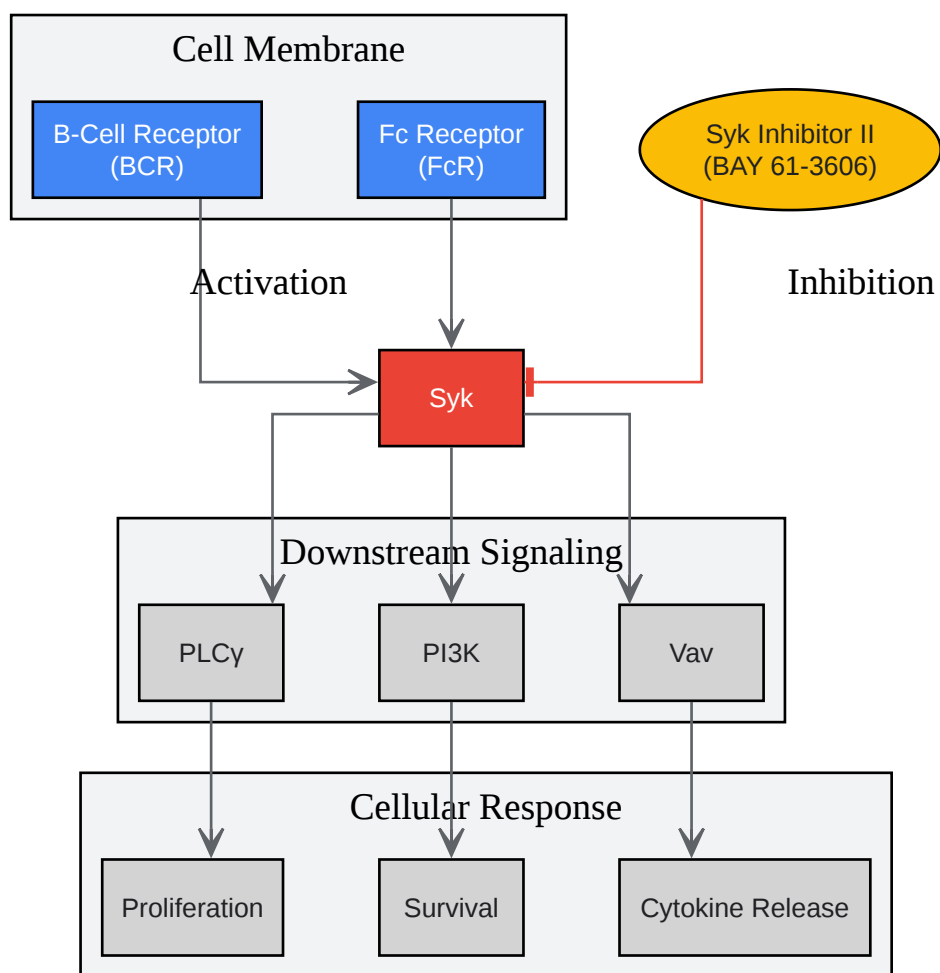 Cell Membrane
B-Cell Receptor
(BCR)
Fc Receptor
(FcR)
Syk Inhibitor II
(BAY 61-3606)
Activation
Inhibition
Syk
Downstream Signaling
PLCγ
PI3K
Vav
Cellular Response
Proliferation
Survival
Cytokine Release